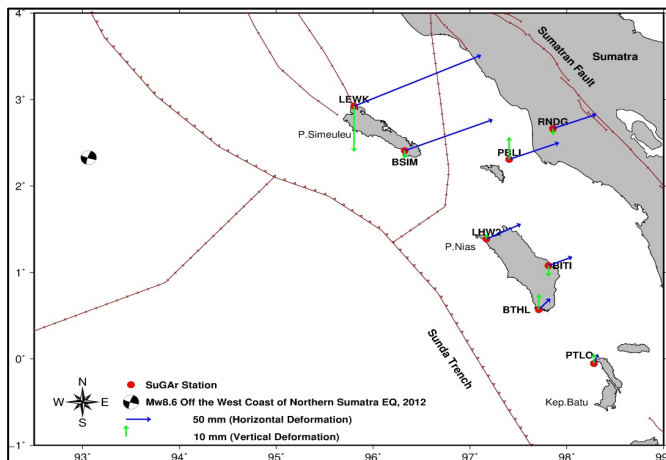 4°
3°
2°
1°
0°
−1°
93°
94°
95°
96°
97°
98°
99
Sumatran Fault
Sumatra
LEWK
RNDG
P.Simeuleu
BSIM
PBLI
LHW2
P.Nias
BITI
BTHL
Sunda Trench
PTLO
Kep.Batu
N
W E
S
SuGAr Station
Mw8.6 Off the West Coast of Northern Sumatra EQ, 2012
50 mm (Horizontal Deformation)
10 mm (Vertical Deformation)